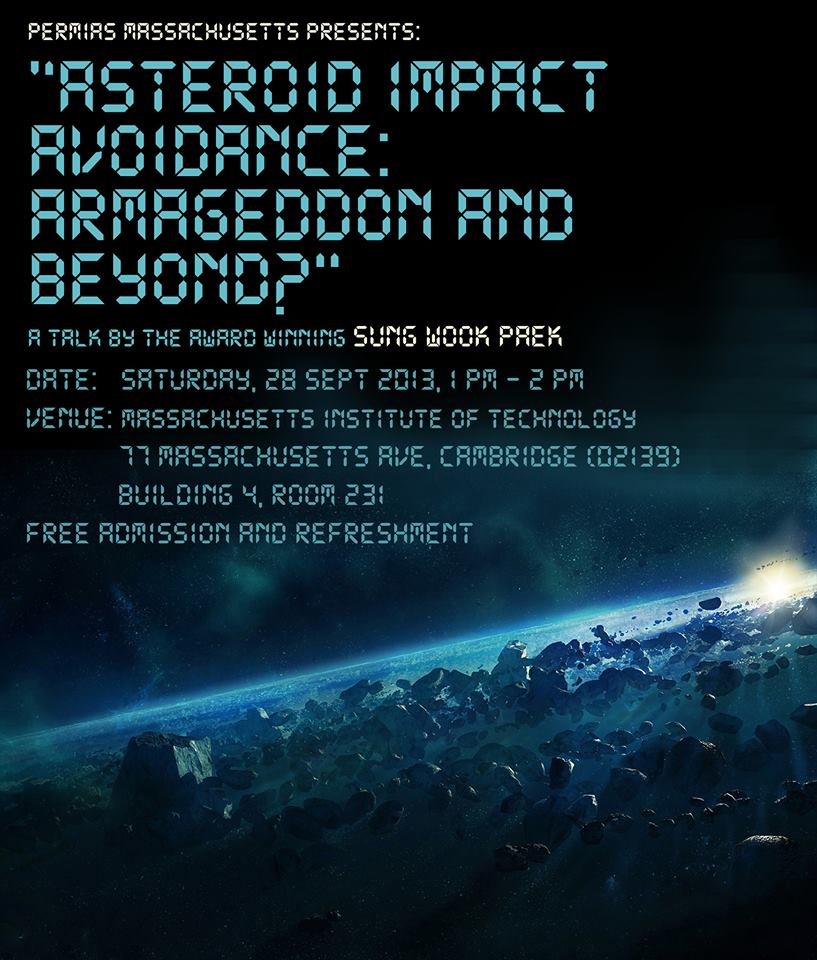 PERMIAS MASSACHUSETTS PRESENTS:
"ASTEROID IMPACT
AVOIDANCE:
ARMAGEDDON AND
BEYOND?"
A TALK BY THE AWARD WINNING SUNG WOOK PAEK
DATE: SATURDAY, 28 SEPT 2013, 1 PM - 2 PM
VENUE: MASSACHUSETTS INSTITUTE OF TECHNOLOGY
77 MASSACHUSETTS AVE, CAMBRIDGE (02139)
BUILDING 4, ROOM 231
FREE ADMISSION AND REFRESHMENT